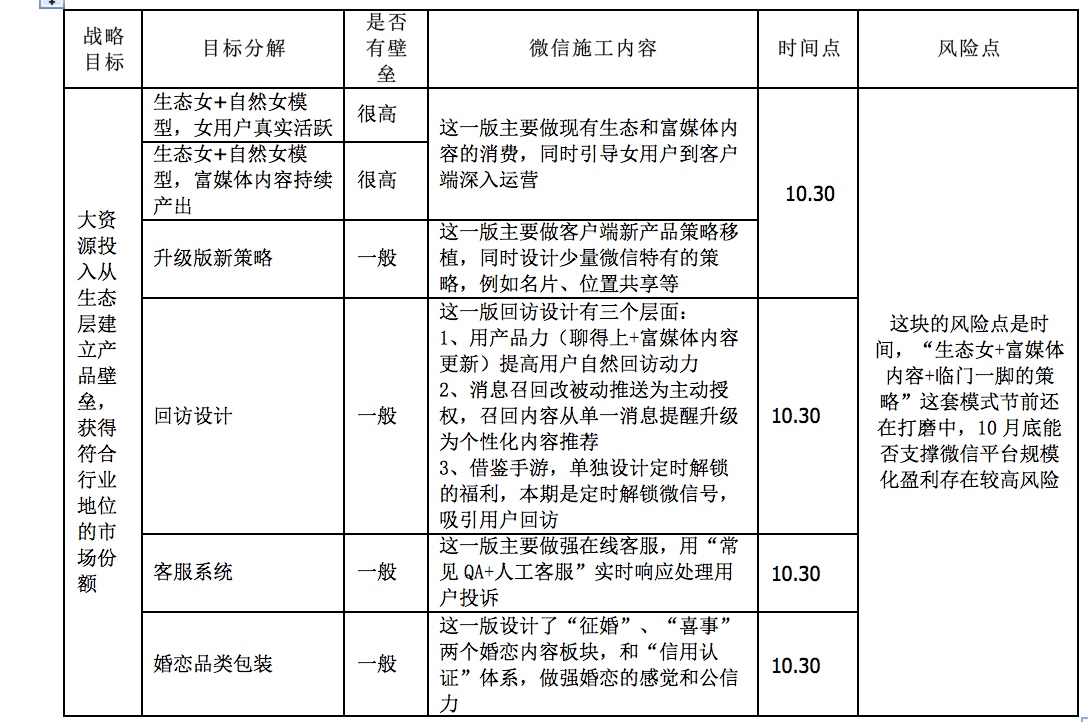 战略
目标
目标分解
是否
有壁
垒
微信施工内容
时间点
风险点
大资
源投
入从
生态
层建
立产
品壁
垒，
获得
符合
行业
地位
的市
场份
额
生态女+自然女模
型，女用户真实活跃
很高
这一版主要做现有生态和富媒体内
容的消费，同时引导女用户到客户
端深入运营
10.30
这块的风险点是时
间，“生态女+富媒体
内容+临门一脚的策
略”这套模式节前还
在打磨中，10 月底能
否支撑微信平台规模
化盈利存在较高风险
生态女+自然女模
型，富媒体内容持续
产出
很高
升级版新策略
一般
这一版主要做客户端新产品策略移
植，同时设计少量微信特有的策
略，例如名片、位置共享等
回访设计
一般
这一版回访设计有三个层面：
1、用产品力（聊得上+富媒体内容
更新）提高用户自然回访动力
2、消息召回改被动推送为主动授
权，召回内容从单一消息提醒升级
为个性化内容推荐
3、借鉴手游，单独设计定时解锁
的福利，本期是定时解锁微信号，
吸引用户回访
10.30
客服系统
一般
这一版主要做强在线客服，用“常
见 QA+人工客服”实时响应处理用
户投诉
10.30
婚恋品类包装
一般
这一版设计了“征婚”、“喜事”
两个婚恋内容板块，和“信用认
证”体系，做强婚恋的感觉和公信
力
10.30